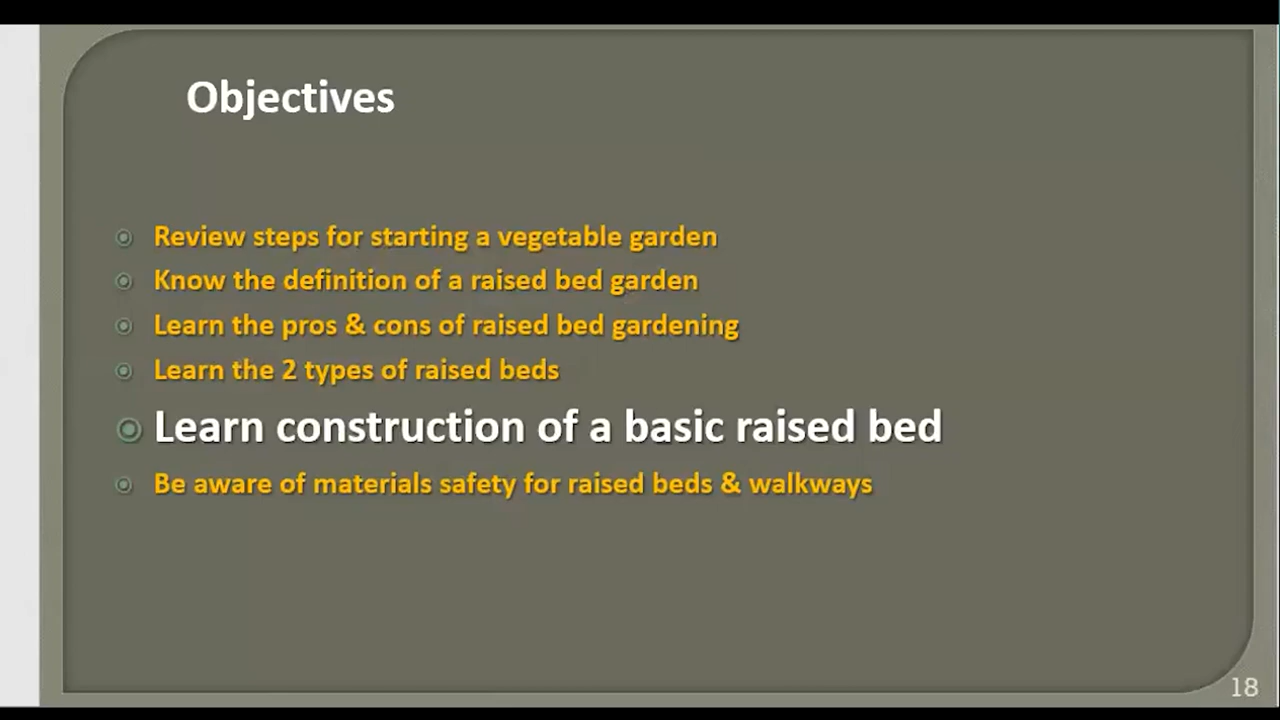 Objectives
Review steps for starting a vegetable garden
Know the definition of a raised bed garden
Learn the pros & cons of raised bed gardening
Learn the 2 types of raised beds
Learn construction of a basic raised bed
Be aware of materials safety for raised beds & walkways
18